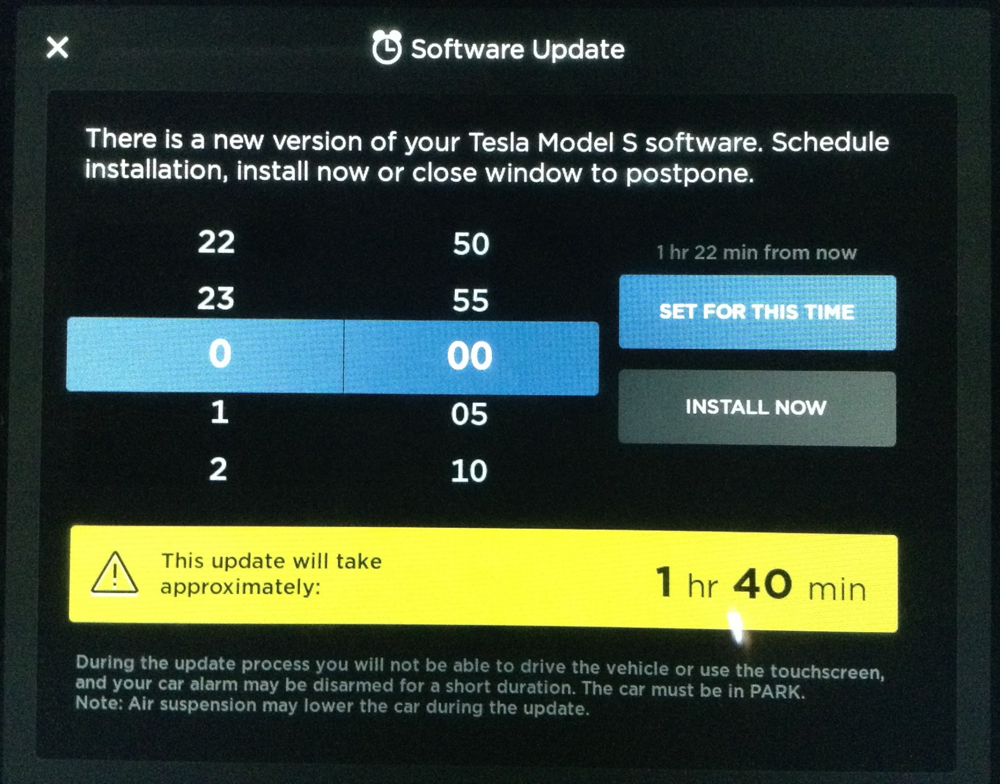 Software Update
There is a new version of your Tesla Model S software. Schedule
installation, install now or close window to postpone.
22 50
1 hr 22 min from now
23 55
SET FOR THIS TIME
0 00
INSTALL NOW
1 05
2 10
This update will take
approximately:
1 hr 40 min
During the update process you will not be able to drive the vehicle or use the touchscreen,
and your car alarm may be disarmed for a short duration. The car must be in PARK.
Note: Air suspension may lower the car during the update.